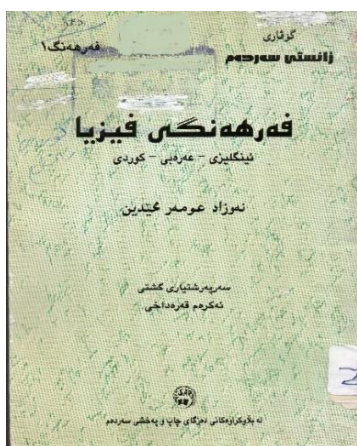 گۆڤاری
زانستی سەردەم
فەرهەنگ ١
فەرهەنگی فیزیا
ئینگلیزی - عەرەبی - کوردی
نەوزاد عومەر محێدین
سەرپەرشتیاری گشتی
ئەکرەم قەرەداخی
لە بڵاوکراوەکانی دەزگای چاپ و پەخشی سەردەم